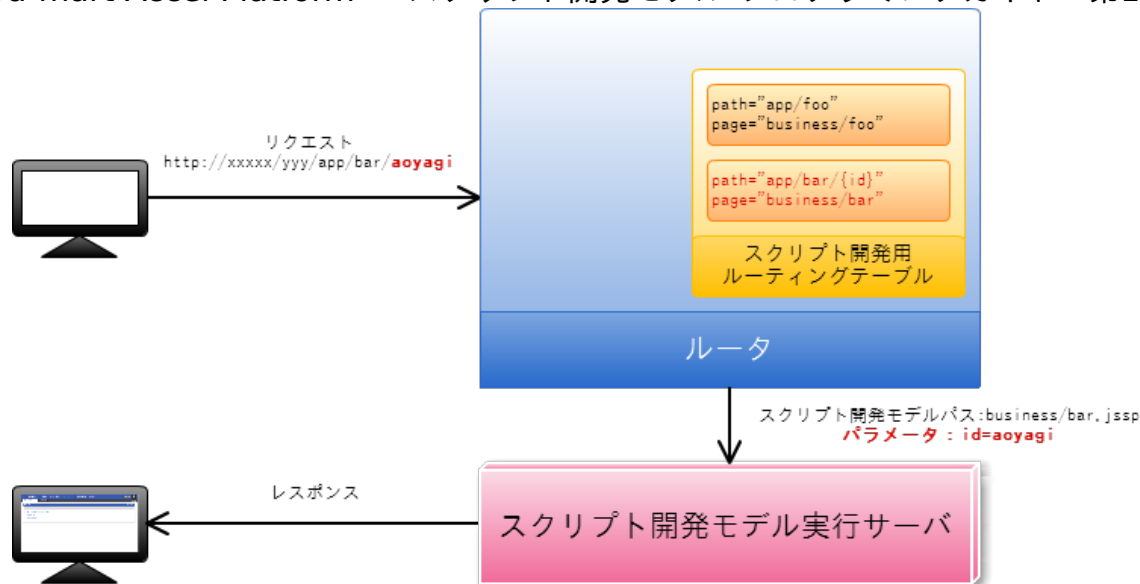 path="app/foo"
page="business/foo"
リクエスト
http://xxxxx/yyy/app/bar/aoyagi
path="app/bar/{id}"
page="business/bar"
スクリプト開発用
ルーティングテーブル
ルータ
スクリプト開発モデルパス:business/bar.jssp
パラメータ : id=aoyagi
レスポンス
スクリプト開発モデル実行サーバ